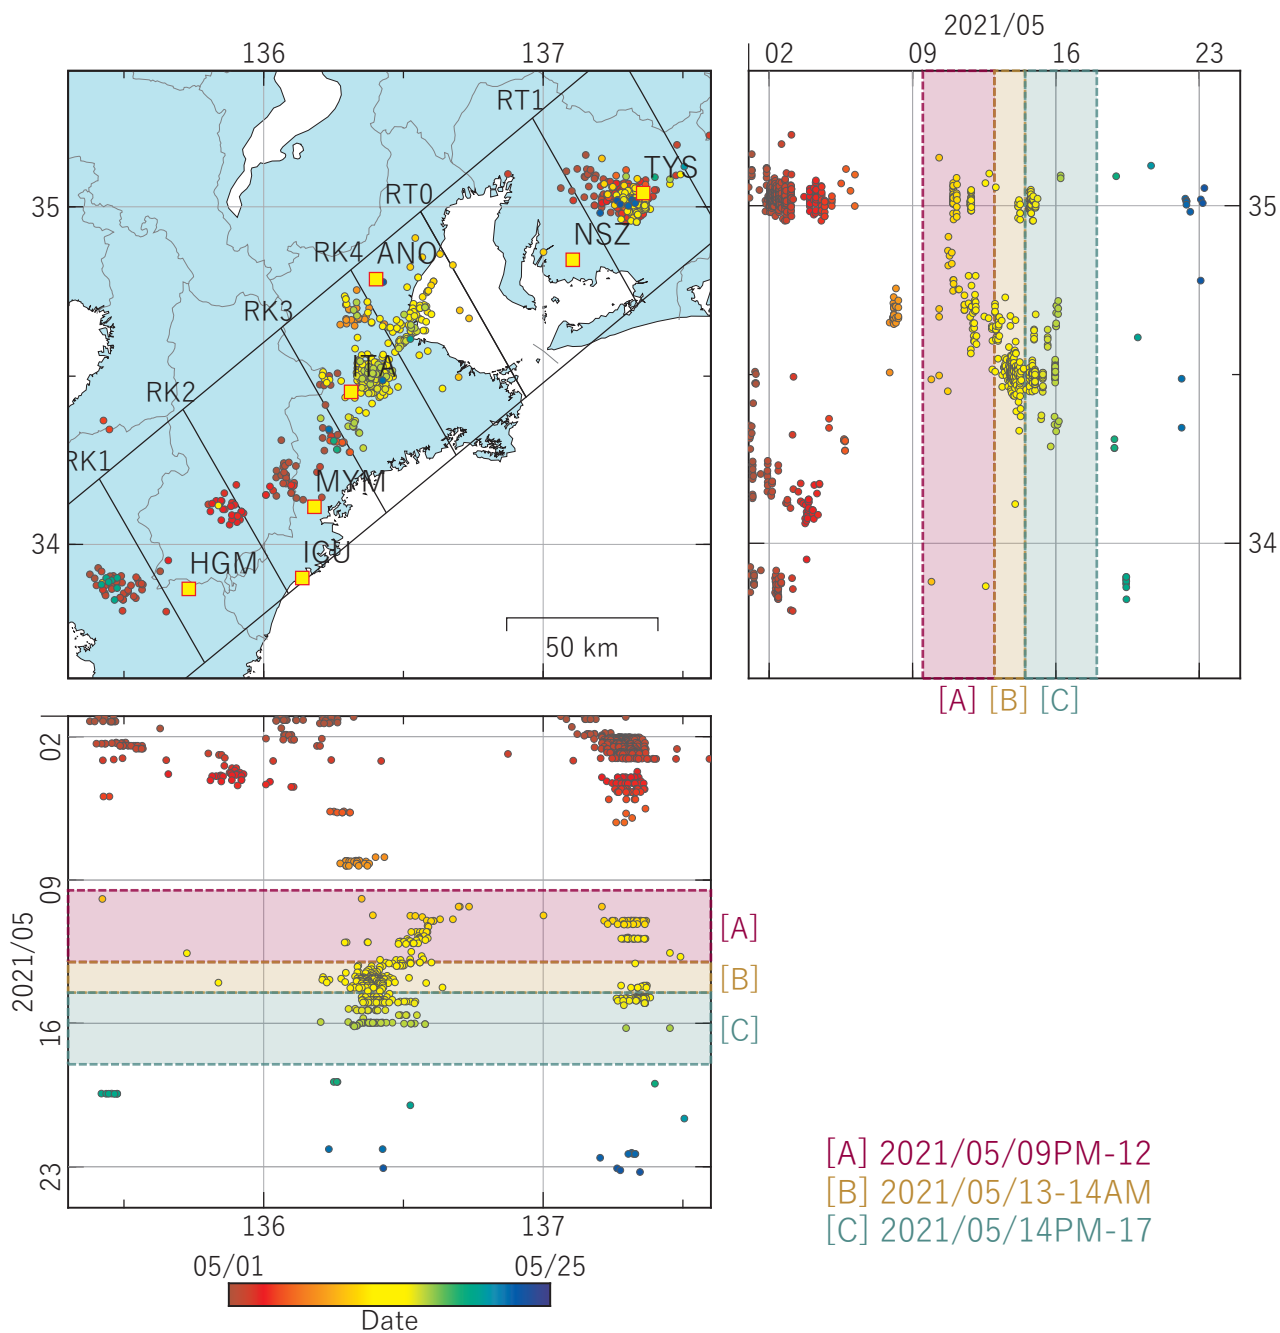 2021/05
136 137
02 09 16 23
RT1
TYS
RT0
35
NSZ
35
RK4 ANO
RK3
ITA
RK2
RK1
MYM
34
HGM
ICU
34
50 km
[A] [B] [C]
02
09
2021/05
16
23
[A]
[B]
[C]
136 137
[A] 2021/05/09PM-12
[B] 2021/05/13-14AM
[C] 2021/05/14PM-17
05/01 05/25
Date